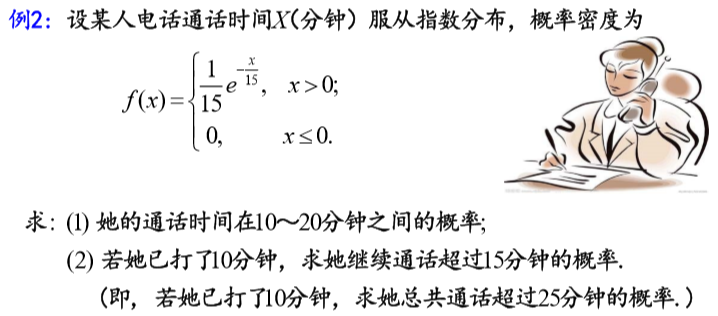 例2：设某人电话通话时间X(分钟）服从指数分布，概率密度为
f(x)={ 1/15 e^{-x/15}, x>0;
0, x≤0.
求：(1) 她的通话时间在10～20分钟之间的概率;
(2) 若她已打了10分钟，求她继续通话超过15分钟的概率.
（即，若她已打了10分钟，求她总共通话超过25分钟的概率.）